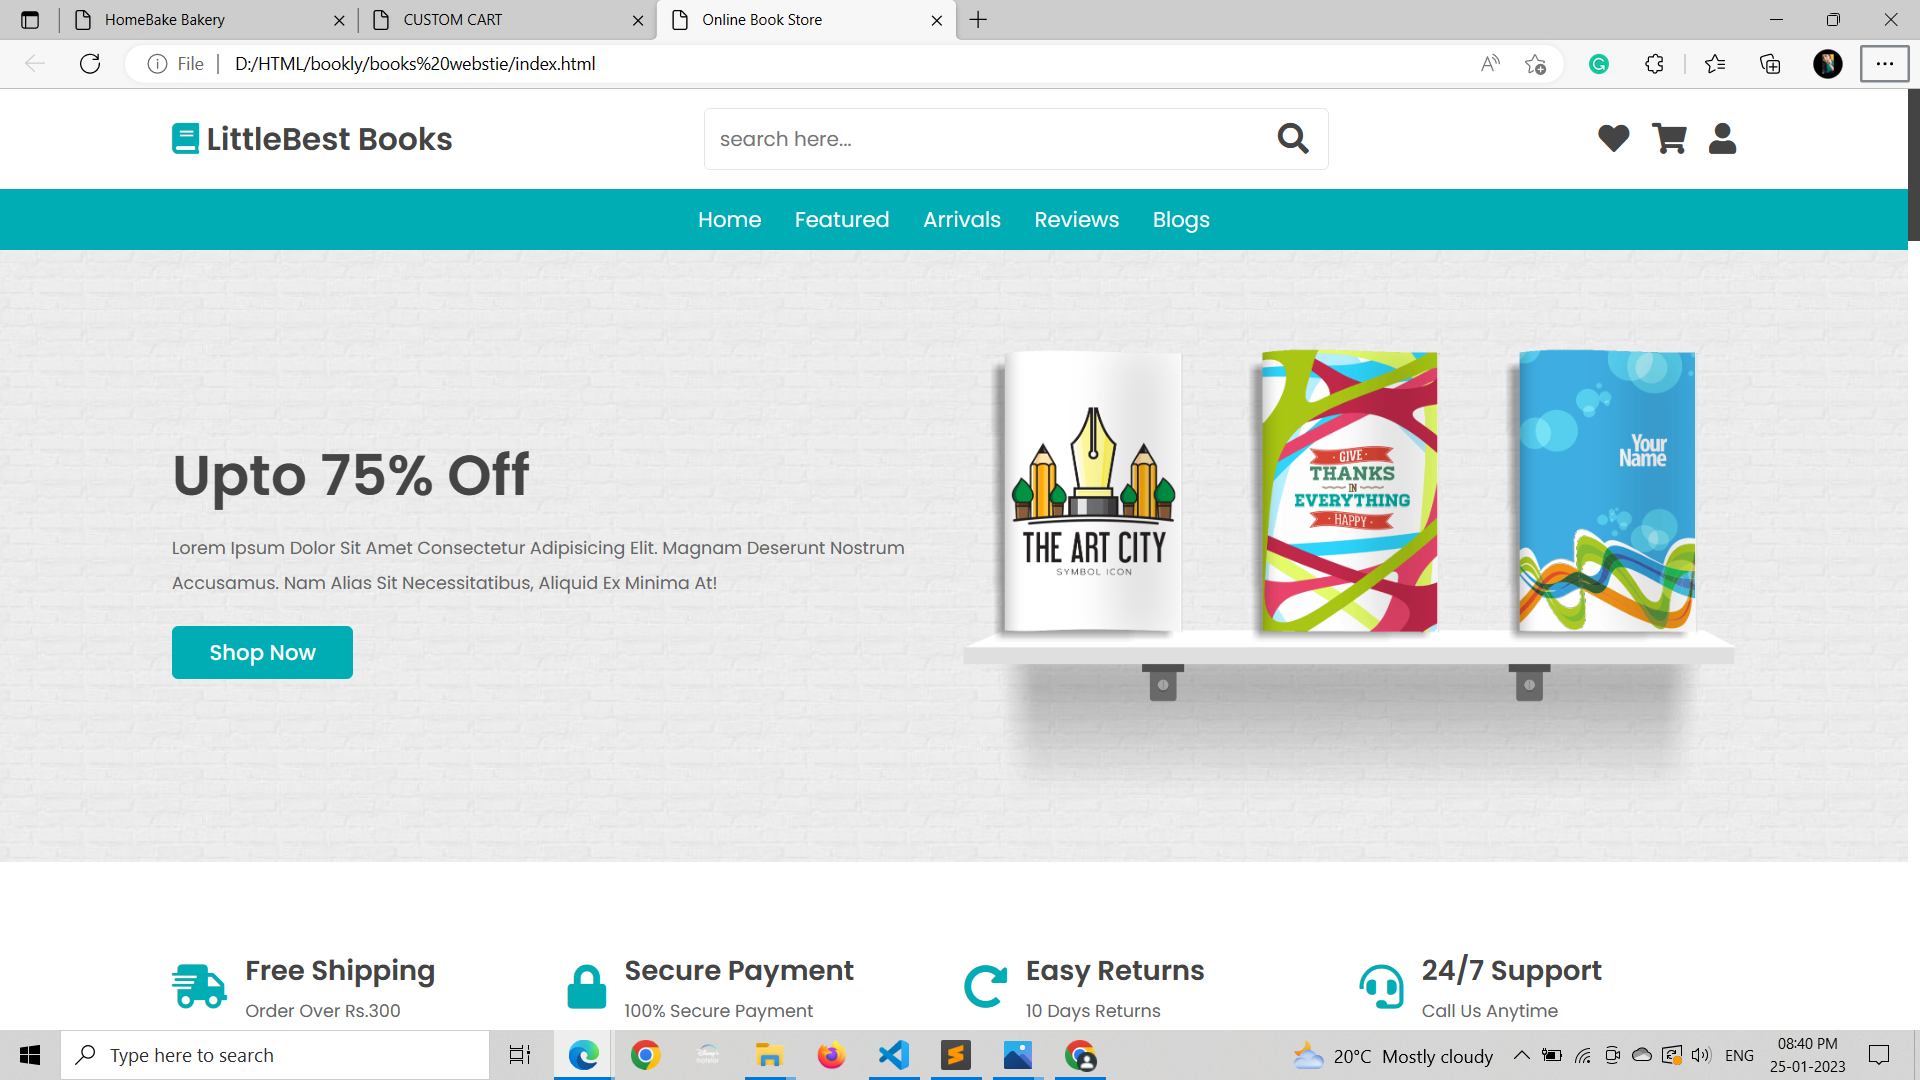 HomeBake Bakery
CUSTOM CART
Online Book Store
File
D:/HTML/bookly/books%20webstie/index.html
LittleBest Books
search here...
Home Featured Arrivals Reviews Blogs
Upto 75% Off
Lorem Ipsum Dolor Sit Amet Consectetur Adipisicing Elit. Magnam Deserunt Nostrum
Accusamus. Nam Alias Sit Necessitatibus, Aliquid Ex Minima At!
Shop Now
THE ART CITY
SYMBOL ICON
· GIVE ·
THANKS
IN
EVERYTHING
· HAPPY ·
Your
Name
Free Shipping
Order Over Rs.300
Secure Payment
100% Secure Payment
Easy Returns
10 Days Returns
24/7 Support
Call Us Anytime
Type here to search
20°C Mostly cloudy
ENG
08:40 PM
25-01-2023